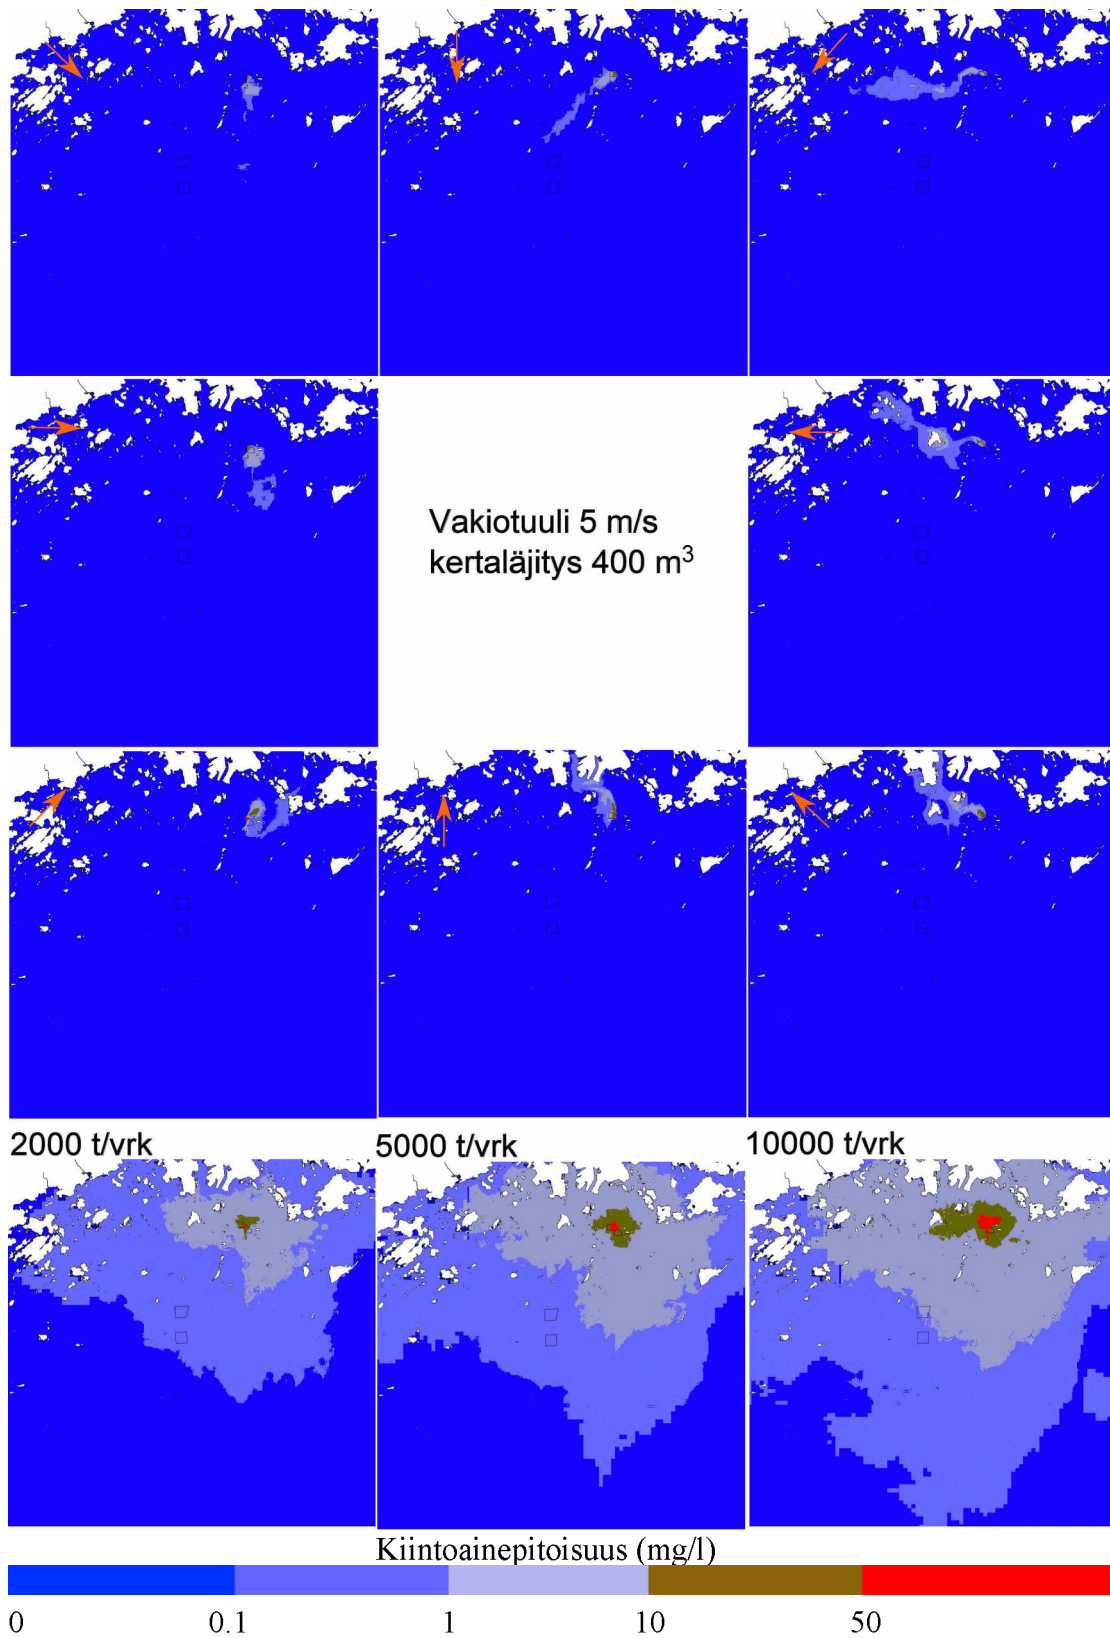 Vakiotuuli 5 m/s
kertaläjitys 400 m³
2000 t/vrk 5000 t/vrk 10000 t/vrk
Kiintoainepitoisuus (mg/l)
0 0.1 1 10 50